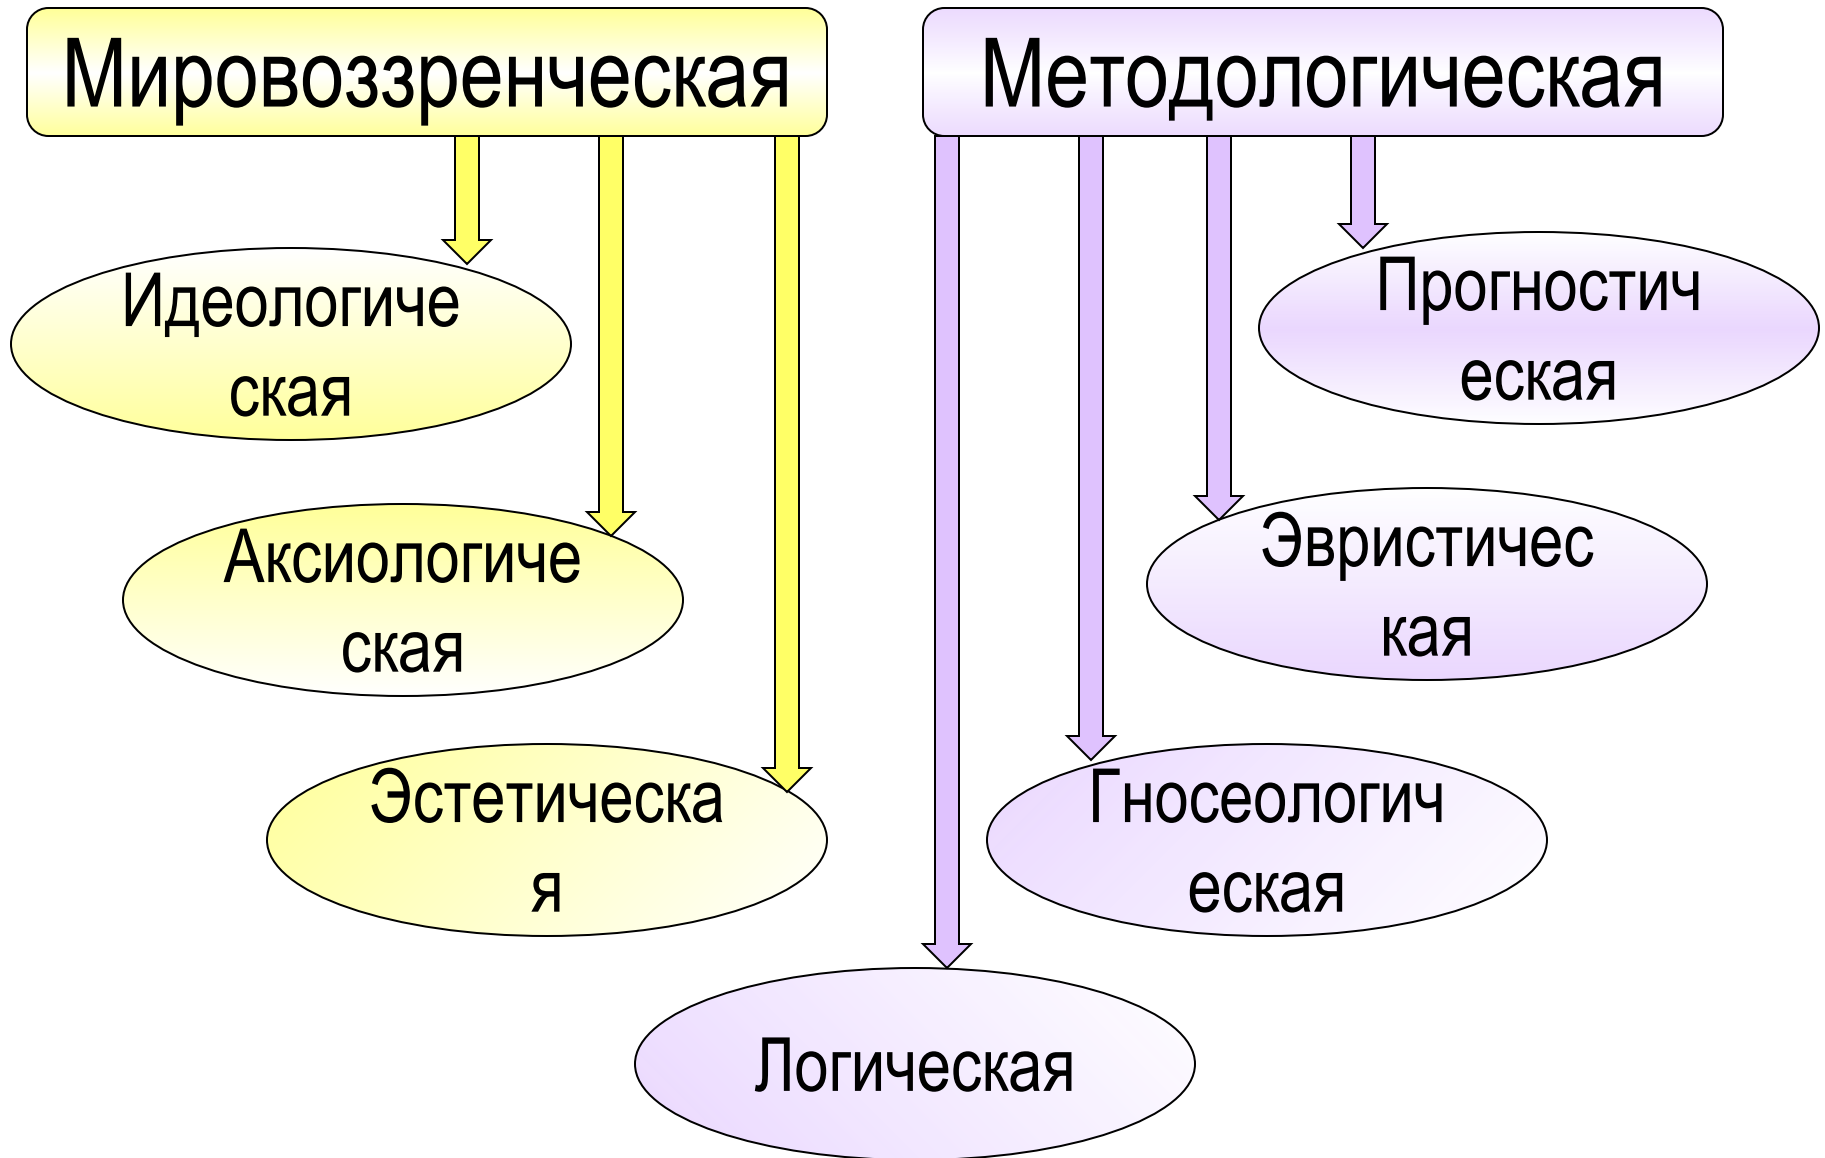 Мировоззренческая
Методологическая
Идеологиче
ская
Прогностич
еская
Аксиологиче
ская
Эвристичес
кая
Эстетическа
я
Гносеологич
еская
Логическая